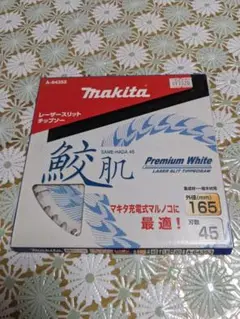 makita
レーザースリット
チップソー
鮫肌
SAME-HADA 45
Premium White
LASER SLIT TIPPEDSAW
マキタ充電式マルノコに
最適!
外径(mm)
165
刃数
45